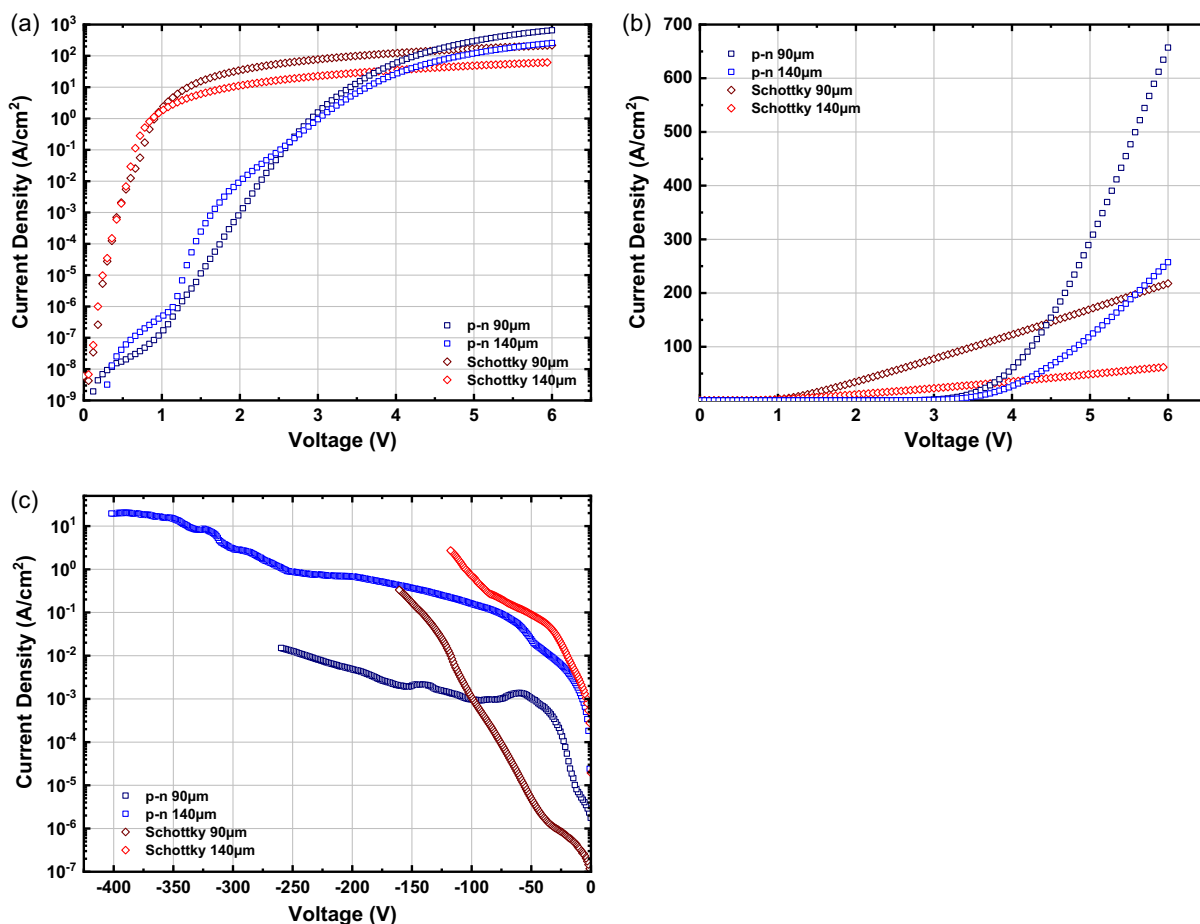 (a)
Current Density (A/cm²)
10³
10²
10¹
10⁰
10⁻¹
10⁻²
10⁻³
10⁻⁴
10⁻⁵
10⁻⁶
10⁻⁷
10⁻⁸
10⁻⁹
p-n 90µm
p-n 140µm
Schottky 90µm
Schottky 140µm
0 1 2 3 4 5 6
Voltage (V)
(b)
Current Density (A/cm²)
700
600
500
400
300
200
100
p-n 90µm
p-n 140µm
Schottky 90µm
Schottky 140µm
0 1 2 3 4 5 6
Voltage (V)
(c)
Current Density (A/cm²)
10¹
10⁰
10⁻¹
10⁻²
10⁻³
10⁻⁴
10⁻⁵
10⁻⁶
10⁻⁷
p-n 90µm
p-n 140µm
Schottky 90µm
Schottky 140µm
-400 -350 -300 -250 -200 -150 -100 -50 0
Voltage (V)